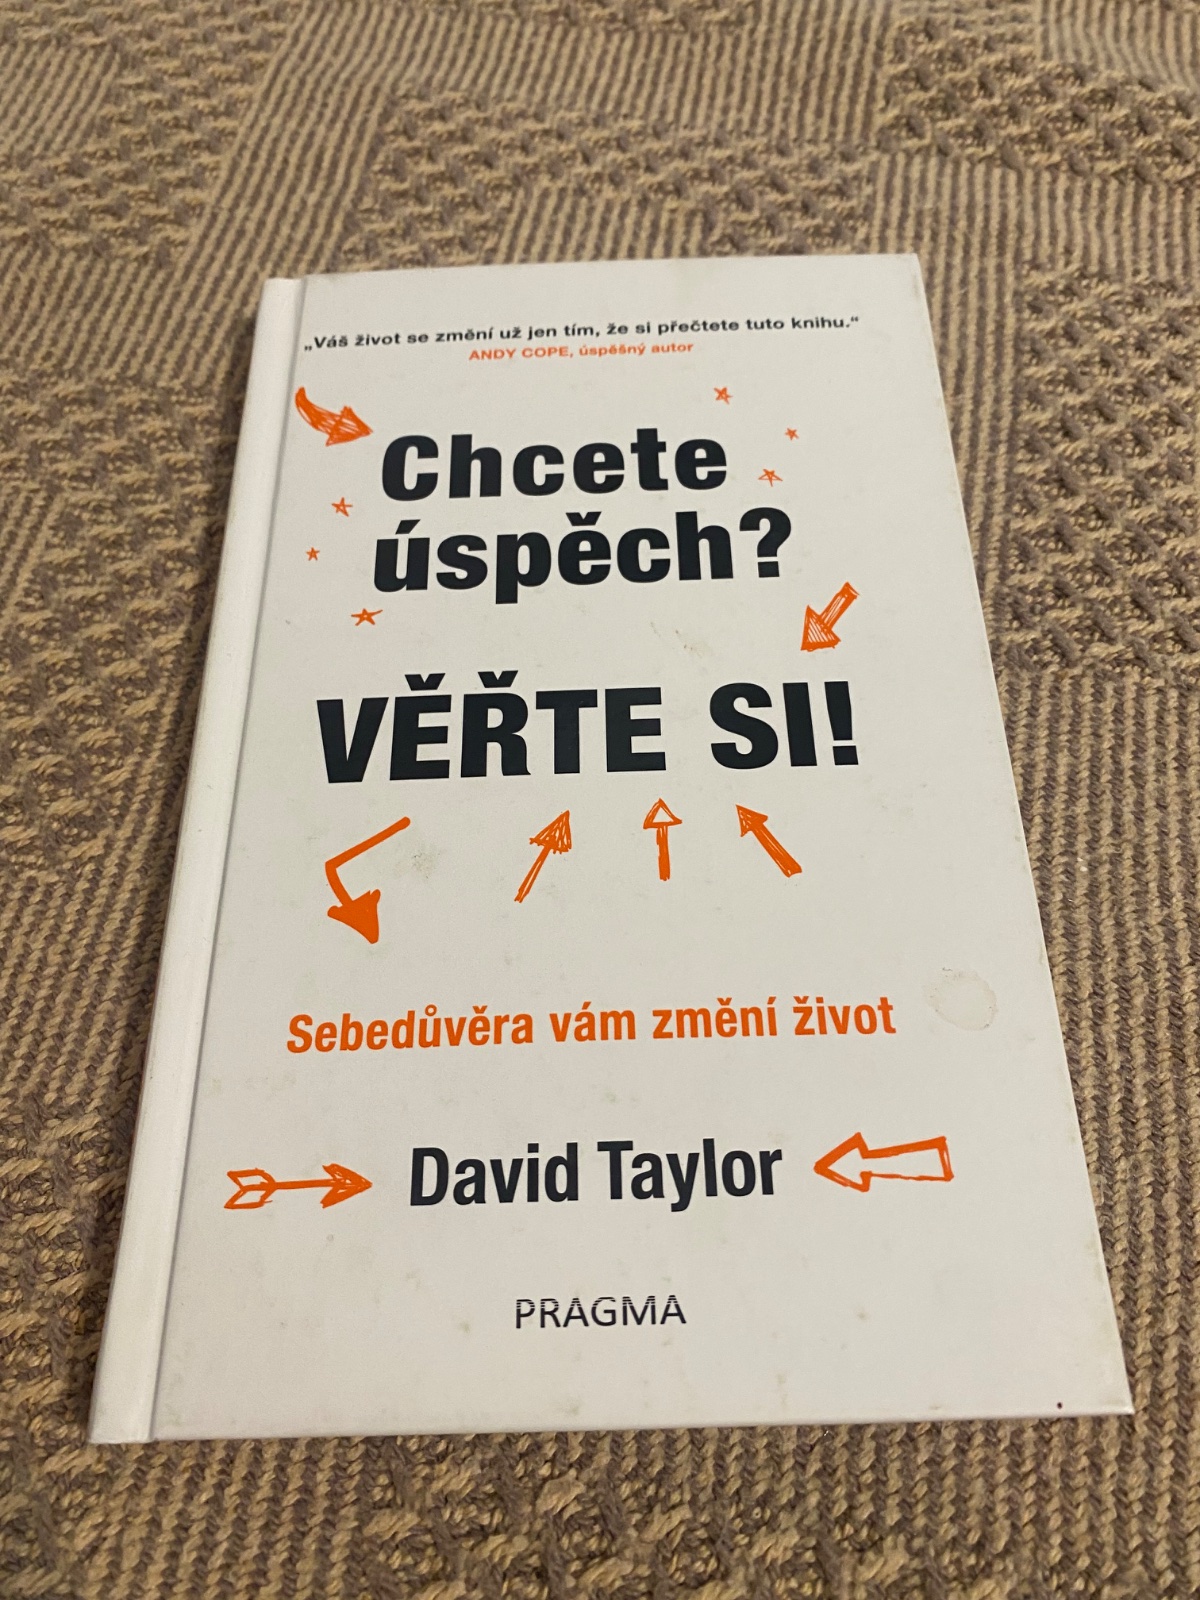 „Váš život se změní už jen tím, že si přečtete tuto knihu.“
ANDY COPE, úspěšný autor
Chcete
úspěch?
VĚŘTE SI!
Sebedůvěra vám změní život
David Taylor
PRAGMA